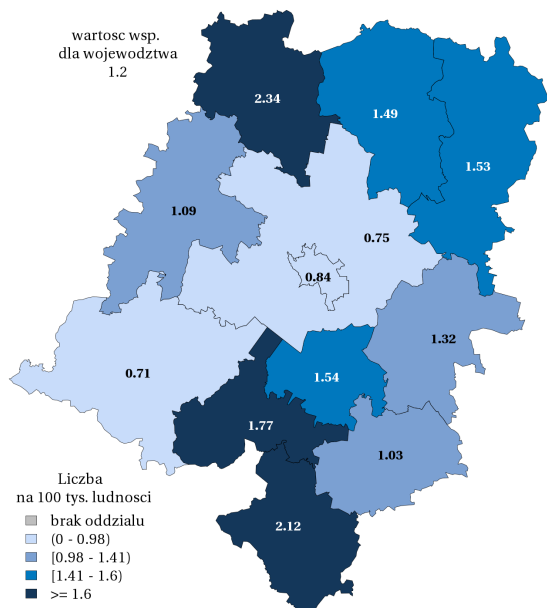 wartosc wsp.
dla wojewodztwa
1.2
2.34
1.49
1.53
1.09
0.75
0.84
1.32
0.71
1.54
1.77
1.03
2.12
Liczba
na 100 tys. ludnosci
brak oddzialu
(0 - 0.98)
[0.98 - 1.41)
[1.41 - 1.6)
>= 1.6